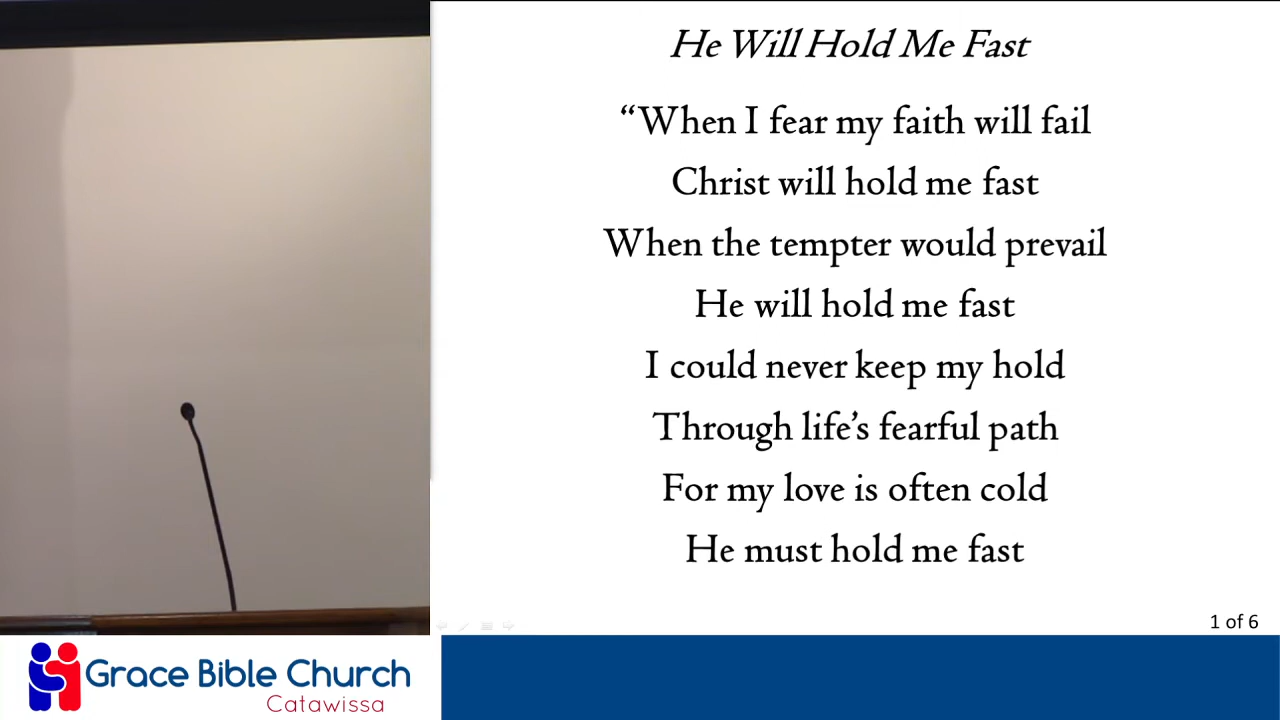 He Will Hold Me Fast
“When I fear my faith will fail
Christ will hold me fast
When the tempter would prevail
He will hold me fast
I could never keep my hold
Through life’s fearful path
For my love is often cold
He must hold me fast
1 of 6
Grace Bible Church
Catawissa